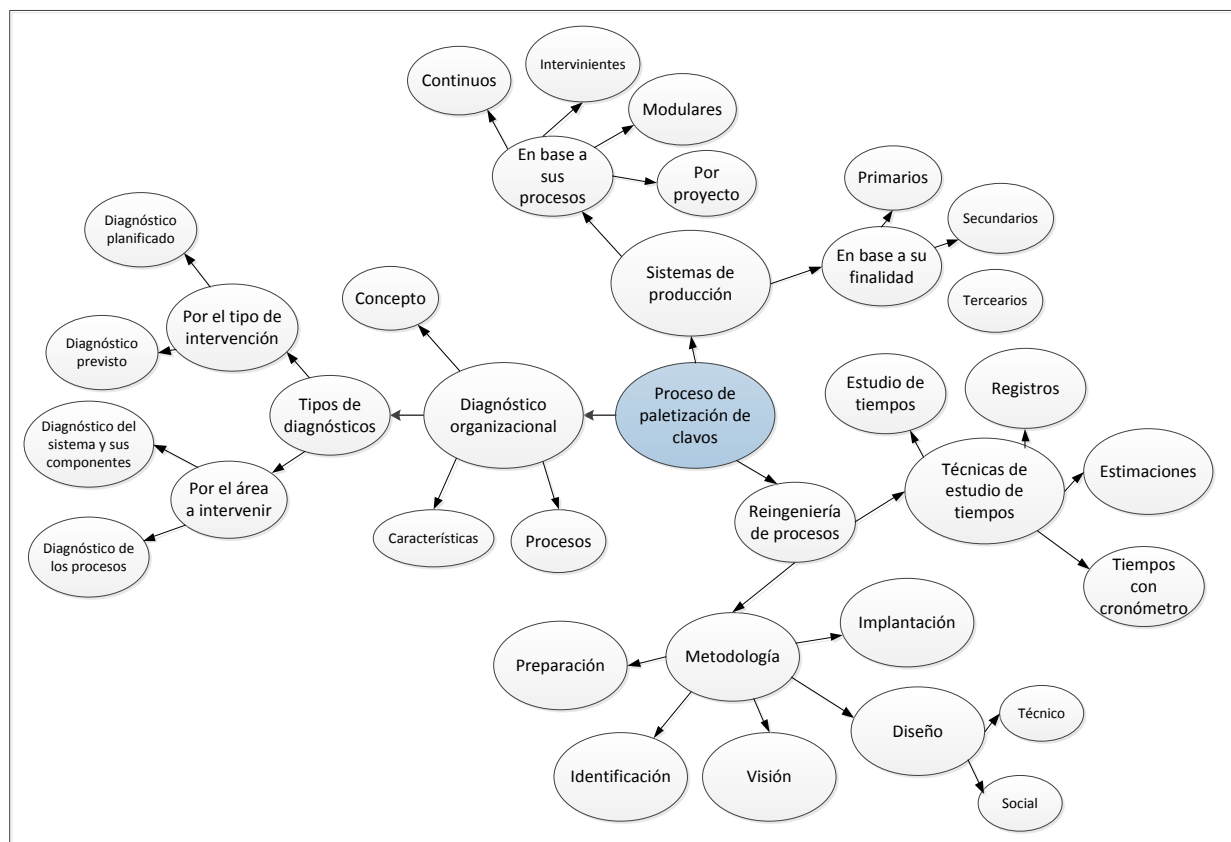 Continuos
Intervinientes
Modulares
En base a
sus
procesos
Por
proyecto
Primarios
Secundarios
En base a su
finalidad
Tercearios
Sistemas de
producción
Diagnóstico
planificado
Por el tipo de
intervención
Diagnóstico
previsto
Concepto
Tipos de
diagnósticos
Diagnóstico
organizacional
Proceso de
paletización de
clavos
Diagnóstico del
sistema y sus
componentes
Por el área
a intervenir
Diagnóstico de
los procesos
Características
Procesos
Estudio de
tiempos
Registros
Técnicas de
estudio de
tiempos
Estimaciones
Tiempos
con
cronómetro
Reingeniería
de procesos
Implantación
Metodología
Preparación
Identificación
Visión
Diseño
Técnico
Social